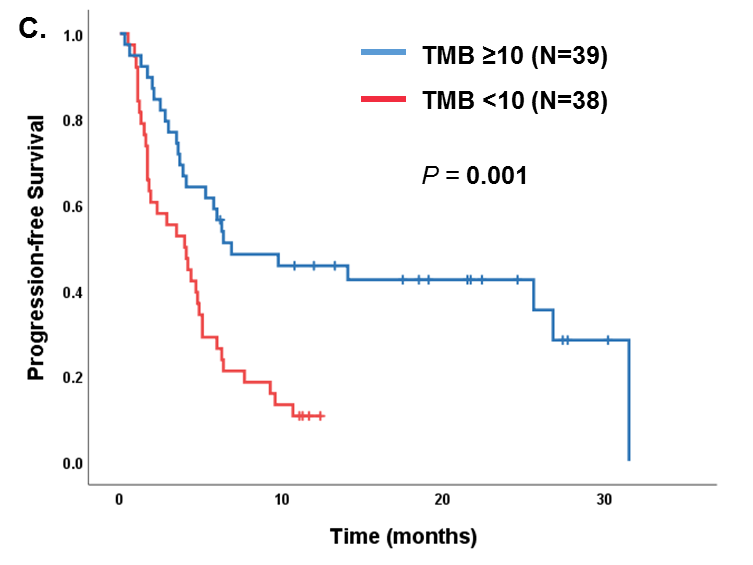 C.
TMB ≥10 (N=39)
TMB <10 (N=38)
P = 0.001
Progression-free Survival
1.0
0.8
0.6
0.4
0.2
0.0
0 10 20 30
Time (months)